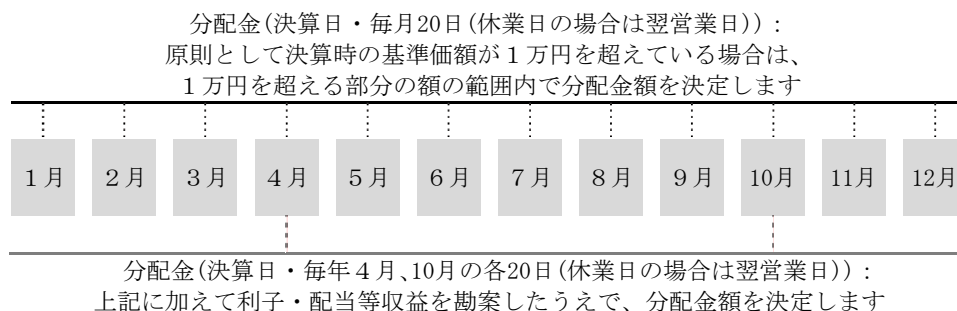 分配金(決算日・毎月20日(休業日の場合は翌営業日))：
原則として決算時の基準価額が１万円を超えている場合は、
１万円を超える部分の額の範囲内で分配金額を決定します
１月 ２月 ３月 ４月 ５月 ６月 ７月 ８月 ９月 10月 11月 12月
分配金(決算日・毎年４月、10月の各20日(休業日の場合は翌営業日))：
上記に加えて利子・配当等収益を勘案したうえで、分配金額を決定します